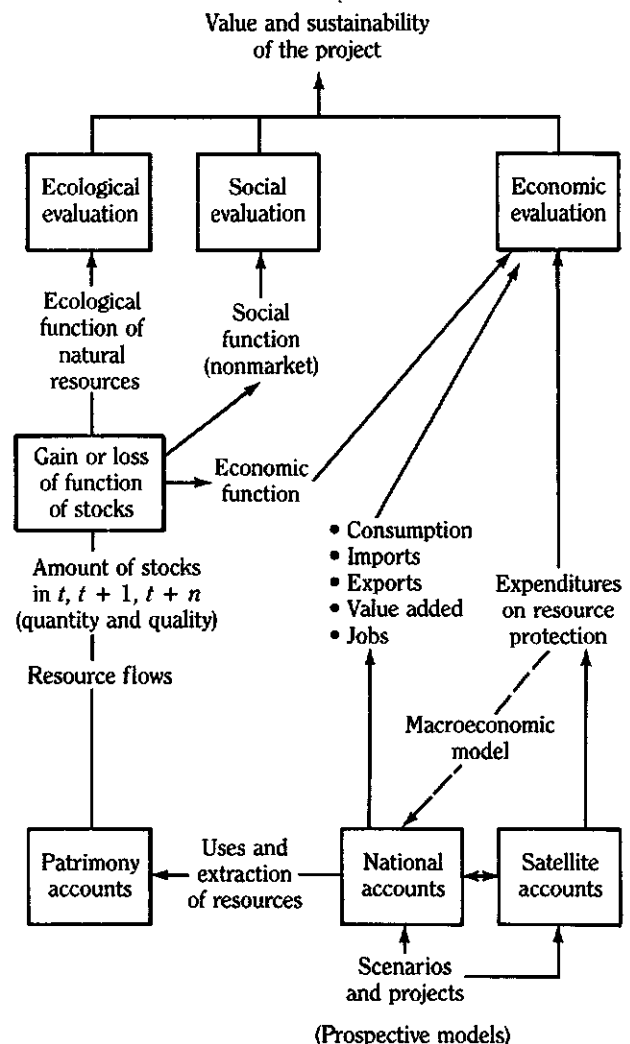 Value and sustainability
of the project
Ecological
evaluation
Social
evaluation
Economic
evaluation
Ecological
function of
natural
resources
Social
function
(nonmarket)
Gain or loss
of function
of stocks
Economic
function
• Consumption
• Imports
• Exports
• Value added
• Jobs
Amount of stocks
in t, t + 1, t + n
(quantity and quality)
Expenditures
on resource
protection
Resource flows
Macroeconomic
model
Patrimony
accounts
Uses and
extraction
of resources
National
accounts
Satellite
accounts
Scenarios
and projects
(Prospective models)